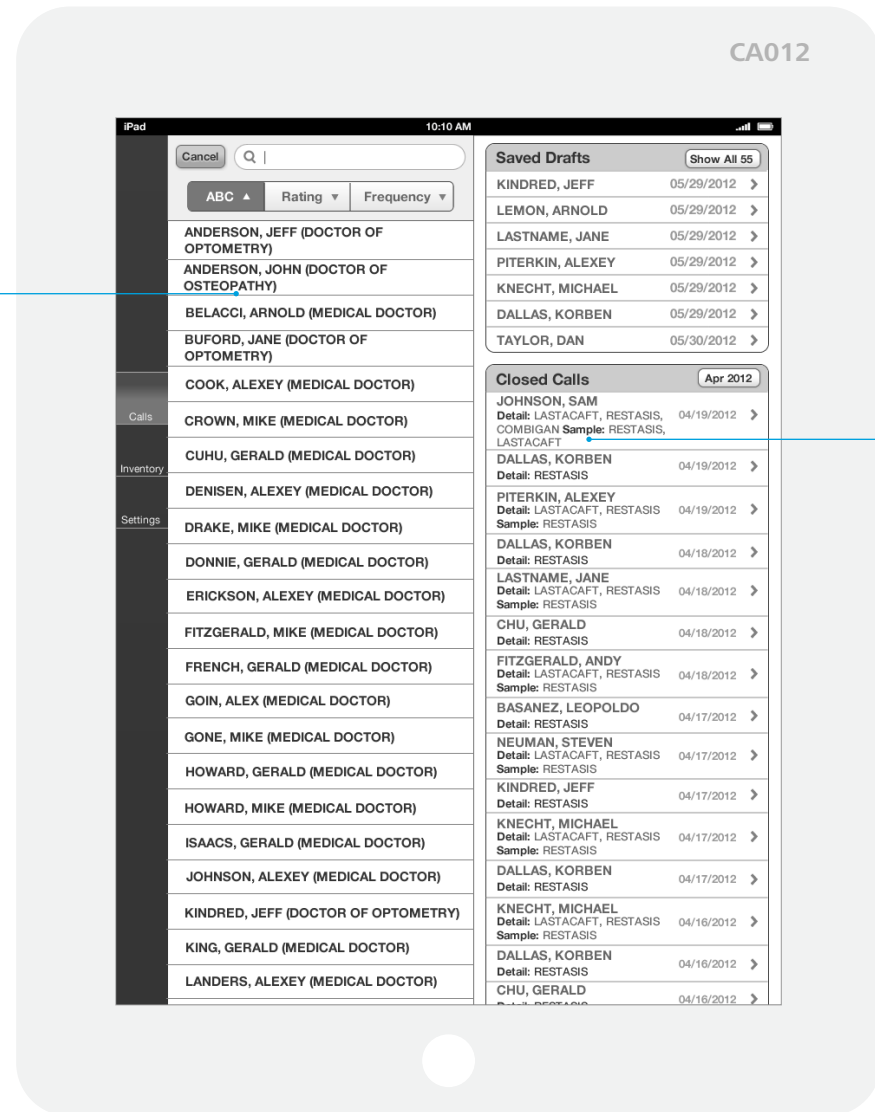 CA012
iPad
10:10 AM
Cancel
ABC ▲
Rating ▼
Frequency ▼
ANDERSON, JEFF (DOCTOR OF
OPTOMETRY)
ANDERSON, JOHN (DOCTOR OF
OSTEOPATHY)
BELACCI, ARNOLD (MEDICAL DOCTOR)
BUFORD, JANE (DOCTOR OF
OPTOMETRY)
COOK, ALEXEY (MEDICAL DOCTOR)
CROWN, MIKE (MEDICAL DOCTOR)
CUHU, GERALD (MEDICAL DOCTOR)
DENISEN, ALEXEY (MEDICAL DOCTOR)
DRAKE, MIKE (MEDICAL DOCTOR)
DONNIE, GERALD (MEDICAL DOCTOR)
ERICKSON, ALEXEY (MEDICAL DOCTOR)
FITZGERALD, MIKE (MEDICAL DOCTOR)
FRENCH, GERALD (MEDICAL DOCTOR)
GOIN, ALEX (MEDICAL DOCTOR)
GONE, MIKE (MEDICAL DOCTOR)
HOWARD, GERALD (MEDICAL DOCTOR)
HOWARD, MIKE (MEDICAL DOCTOR)
ISAACS, GERALD (MEDICAL DOCTOR)
JOHNSON, ALEXEY (MEDICAL DOCTOR)
KINDRED, JEFF (DOCTOR OF OPTOMETRY)
KING, GERALD (MEDICAL DOCTOR)
LANDERS, ALEXEY (MEDICAL DOCTOR)
Calls
Inventory
Settings
Saved Drafts
Show All 55
KINDRED, JEFF 05/29/2012
LEMON, ARNOLD 05/29/2012
LASTNAME, JANE 05/29/2012
PITERKIN, ALEXEY 05/29/2012
KNECHT, MICHAEL 05/29/2012
DALLAS, KORBEN 05/29/2012
TAYLOR, DAN 05/30/2012
Closed Calls
Apr 2012
JOHNSON, SAM
Detail: LASTACAFT, RESTASIS, 04/19/2012
COMBIGAN Sample: RESTASIS,
LASTACAFT
DALLAS, KORBEN 04/19/2012
Detail: RESTASIS
PITERKIN, ALEXEY
Detail: LASTACAFT, RESTASIS 04/19/2012
Sample: RESTASIS
DALLAS, KORBEN 04/18/2012
Detail: RESTASIS
LASTNAME, JANE
Detail: LASTACAFT, RESTASIS 04/18/2012
Sample: RESTASIS
CHU, GERALD 04/18/2012
Detail: RESTASIS
FITZGERALD, ANDY
Detail: LASTACAFT, RESTASIS 04/18/2012
Sample: RESTASIS
BASANEZ, LEOPOLDO 04/17/2012
Detail: RESTASIS
NEUMAN, STEVEN
Detail: LASTACAFT, RESTASIS 04/17/2012
Sample: RESTASIS
KINDRED, JEFF 04/17/2012
Detail: RESTASIS
KNECHT, MICHAEL
Detail: LASTACAFT, RESTASIS 04/17/2012
Sample: RESTASIS
DALLAS, KORBEN 04/17/2012
Detail: RESTASIS
KNECHT, MICHAEL
Detail: LASTACAFT, RESTASIS 04/16/2012
Sample: RESTASIS
DALLAS, KORBEN 04/16/2012
Detail: RESTASIS
CHU, GERALD 04/16/2012